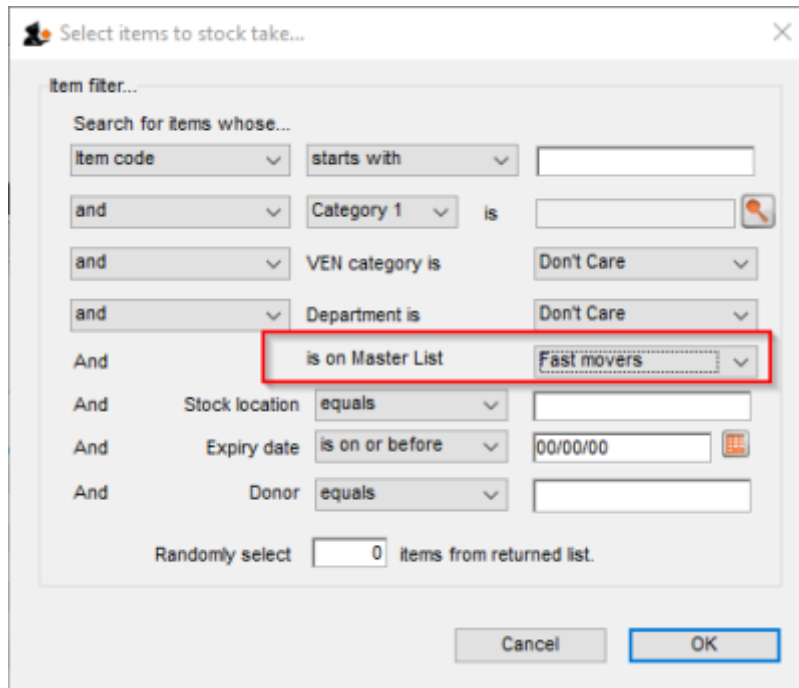 Select items to stock take...
Item filter...
Search for items whose...
Item code starts with
and Category 1 is
and VEN category is Don't Care
and Department is Don't Care
And is on Master List Fast movers
And Stock location equals
And Expiry date is on or before 00/00/00
And Donor equals
Randomly select 0 items from returned list.
Cancel OK